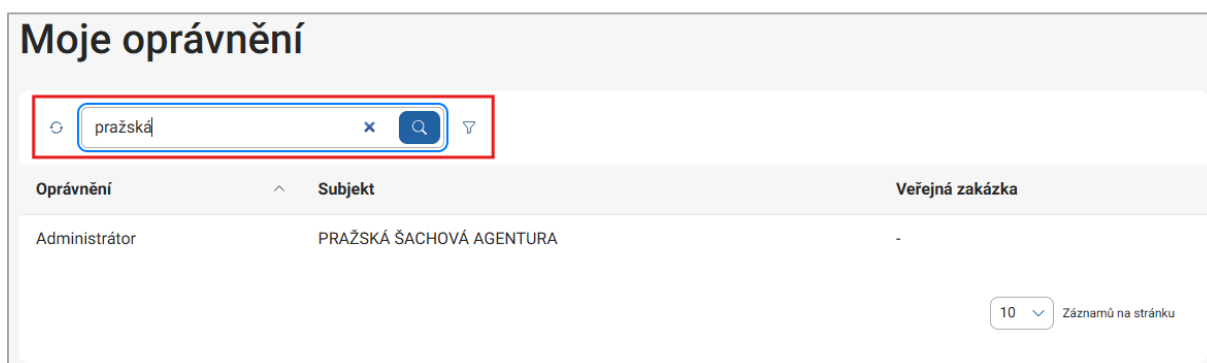 Moje oprávnění
pražská
Oprávnění Subjekt Veřejná zakázka
Administrátor PRAŽSKÁ ŠACHOVÁ AGENTURA -
10 Záznamů na stránku